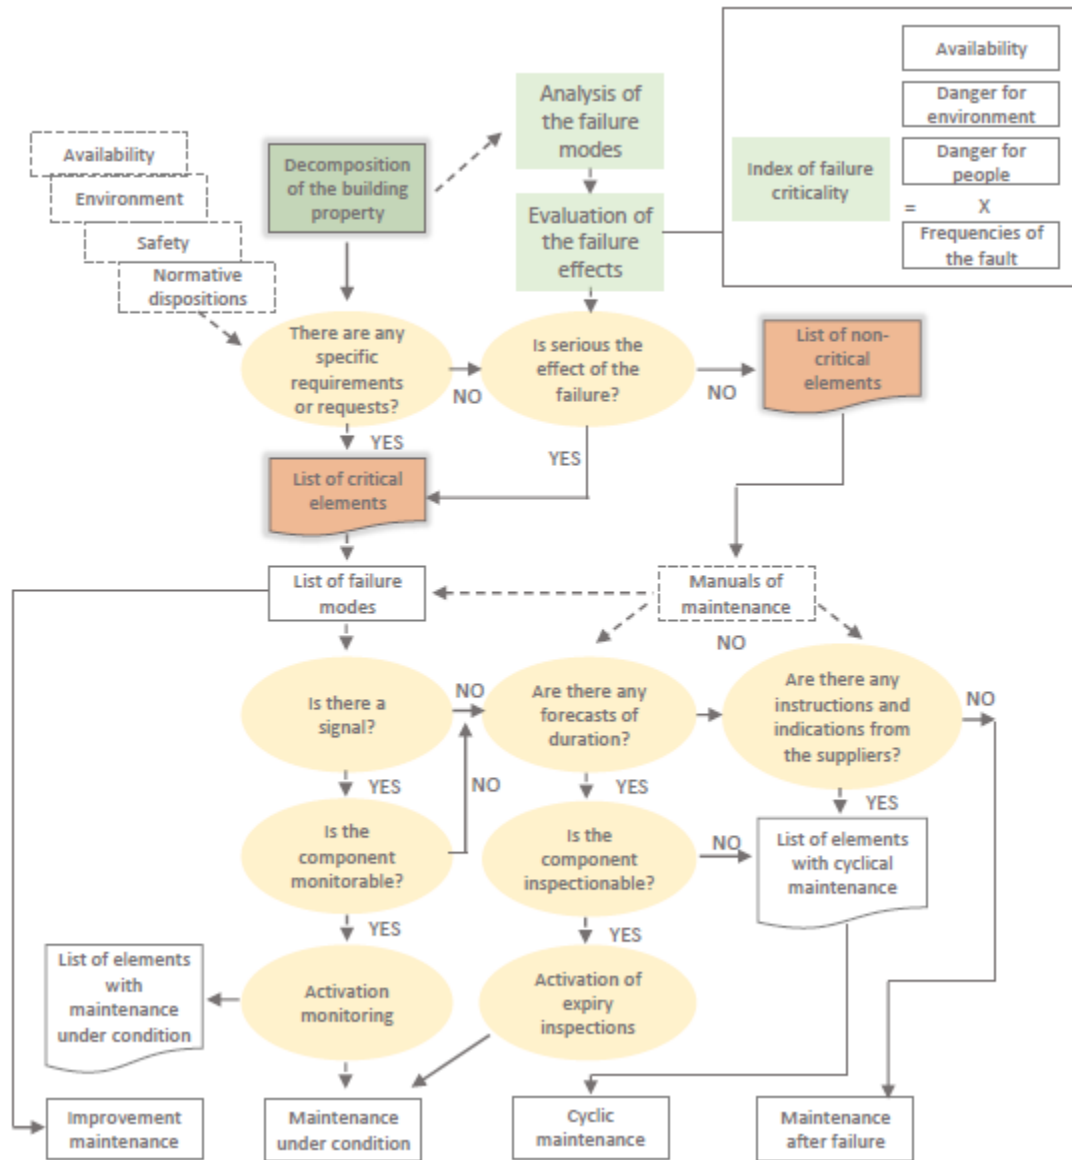 Availability
Danger for
environment
Danger for
people
Index of failure
criticality
=
X
Frequencies of
the fault
Analysis of
the failure
modes
Evaluation of
the failure
effects
Decomposition
of the building
property
Availability
Environment
Safety
Normative
dispositions
There are any
specific
requirements
or requests?
NO
Is serious the
effect of the
failure?
NO
List of non-
critical
elements
YES
YES
List of critical
elements
List of failure
modes
Manuals of
maintenance
NO
Is there a
signal?
NO
Are there any
forecasts of
duration?
Are there any
instructions and
indications from
the suppliers?
NO
YES
NO
YES
YES
Is the
component
monitorable?
Is the
component
inspectionable?
NO
List of elements
with cyclical
maintenance
YES
YES
List of elements
with
maintenance
under condition
Activation
monitoring
Activation of
expiry
inspections
Improvement
maintenance
Maintenance
under condition
Cyclic
maintenance
Maintenance
after failure